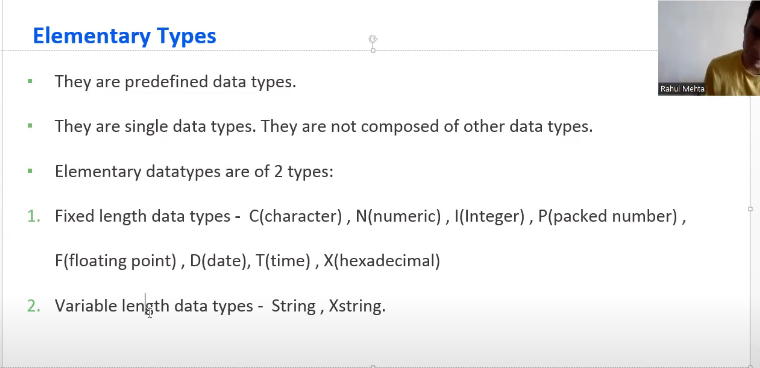 Elementary Types
Rahul Mehta
▪ They are predefined data types.
▪ They are single data types. They are not composed of other data types.
▪ Elementary datatypes are of 2 types:
1. Fixed length data types - C(character) , N(numeric) , I(Integer) , P(packed number) ,
F(floating point) , D(date), T(time) , X(hexadecimal)
2. Variable length data types - String , Xstring.